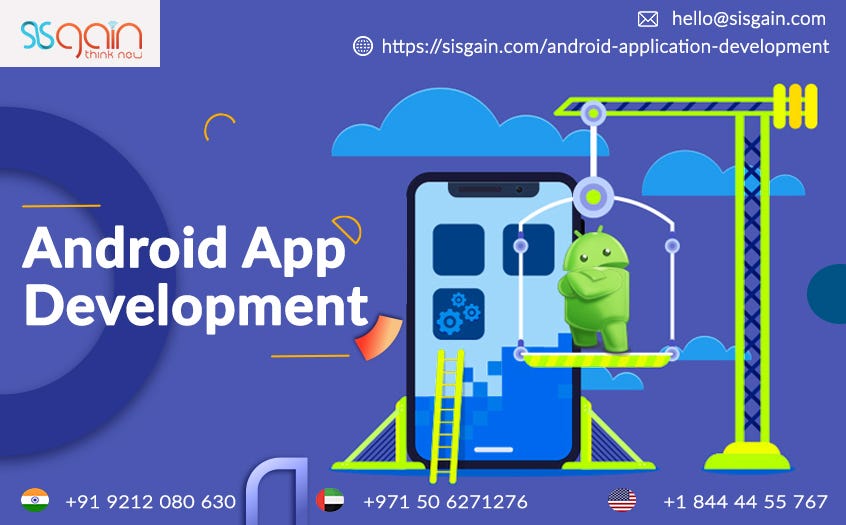 sisgain
think new
hello@sisgain.com
https://sisgain.com/android-application-development
Android App
Development
+91 9212 080 630
+971 50 6271276
+1 844 44 55 767